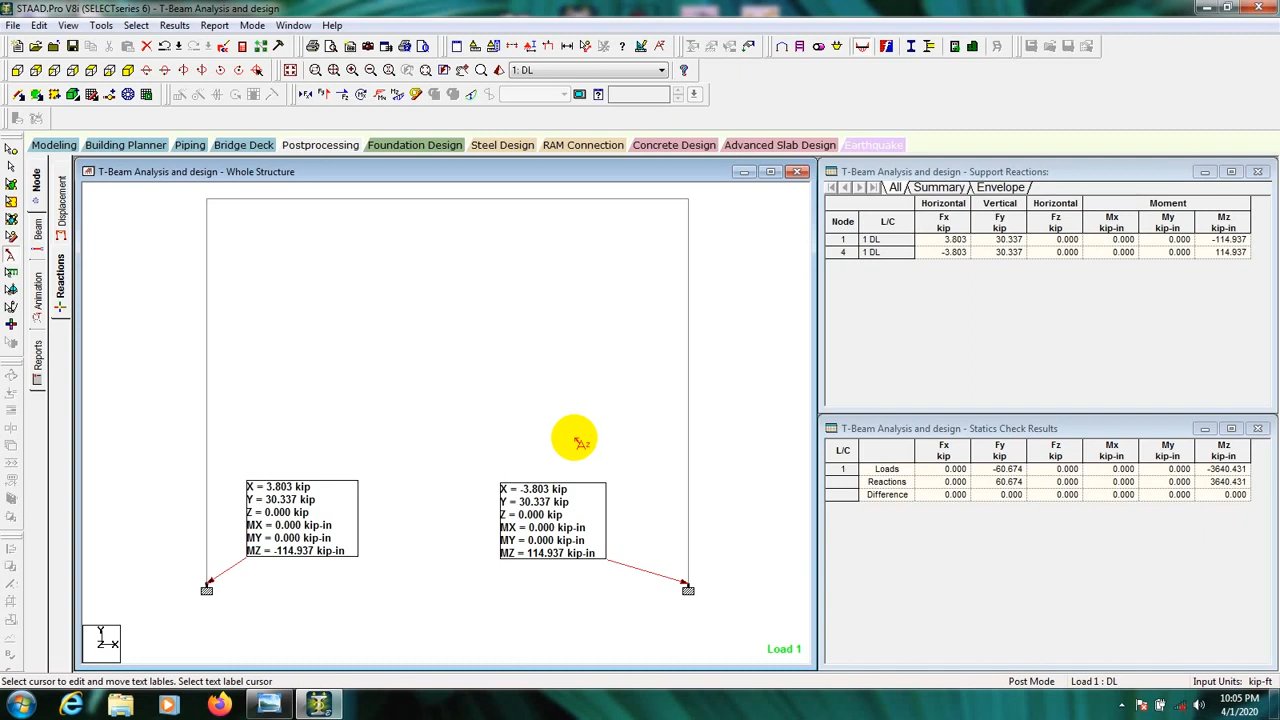 STAAD.Pro V8i (SELECTseries 6) - T-Beam Analysis and design
File Edit View Tools Select Results Report Mode Window Help
1: DL
Modeling Building Planner Piping Bridge Deck Postprocessing Foundation Design Steel Design RAM Connection Concrete Design Advanced Slab Design Earthquake
Node
Beam
Animation
Reports
Displacement
Reactions
T-Beam Analysis and design - Whole Structure
X = 3.803 kip
Y = 30.337 kip
Z = 0.000 kip
MX = 0.000 kip-in
MY = 0.000 kip-in
MZ = -114.937 kip-in
X = -3.803 kip
Y = 30.337 kip
Z = 0.000 kip
MX = 0.000 kip-in
MY = 0.000 kip-in
MZ = 114.937 kip-in
Y
Z X
Load 1
T-Beam Analysis and design - Support Reactions:
All Summary Envelope
Horizontal Vertical Horizontal Moment
Node L/C Fx kip Fy kip Fz kip Mx kip-in My kip-in Mz kip-in
1 1 DL 3.803 30.337 0.000 0.000 0.000 -114.937
4 1 DL -3.803 30.337 0.000 0.000 0.000 114.937
T-Beam Analysis and design - Statics Check Results
L/C Fx kip Fy kip Fz kip Mx kip-in My kip-in Mz kip-in
1 Loads 0.000 -60.674 0.000 0.000 0.000 -3640.431
Reactions 0.000 60.674 0.000 0.000 0.000 3640.431
Difference 0.000 0.000 0.000 0.000 0.000 0.000
Select cursor to edit and move text lables. Select text label cursor
Post Mode Load 1 : DL Input Units: kip-ft
10:05 PM
4/1/2020